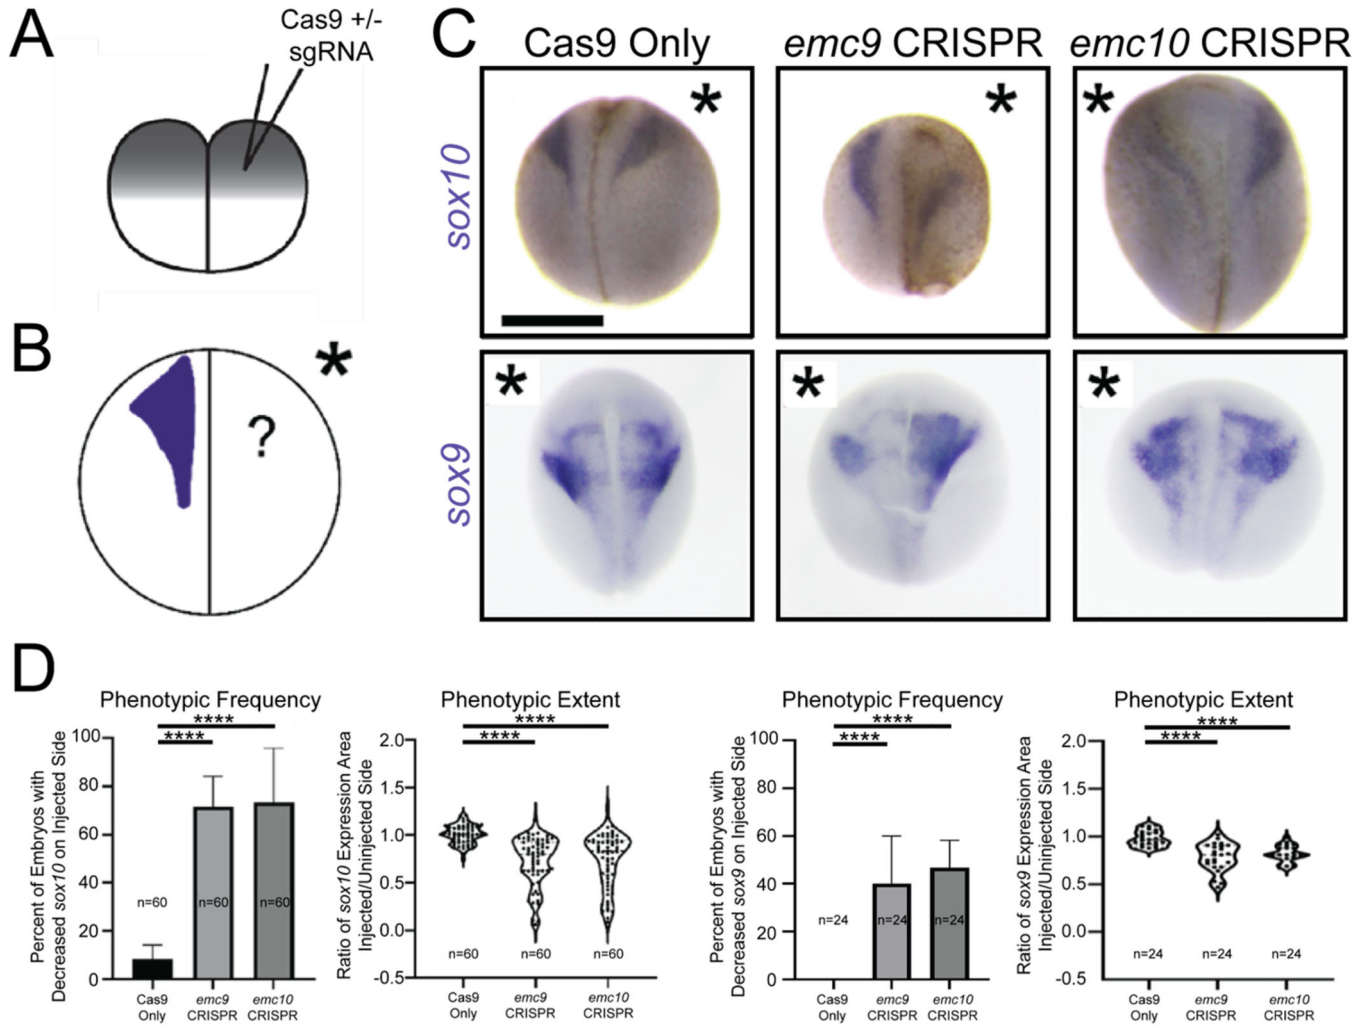 A
Cas9 +/-
sgRNA
B
*
?
C
Cas9 Only
emc9 CRISPR
emc10 CRISPR
sox10
*
*
*
sox9
*
*
*
D
Phenotypic Frequency
Percent of Embryos with
Decreased sox10 on Injected Side
100
80
60
40
20
0
****
****
n=60
n=60
n=60
Cas9
Only
emc9
CRISPR
emc10
CRISPR
Phenotypic Extent
Ratio of sox10 Expression Area
Injected/Uninjected Side
2.0
1.5
1.0
0.5
0.0
-0.5
****
****
n=60
n=60
n=60
Cas9
Only
emc9
CRISPR
emc10
CRISPR
Phenotypic Frequency
Percent of Embryos with
Decreased sox9 on Injected Side
100
80
60
40
20
0
****
****
n=24
n=24
n=24
Cas9
Only
emc9
CRISPR
emc10
CRISPR
Phenotypic Extent
Ratio of sox9 Expression Area
Injected/Uninjected Side
2.0
1.5
1.0
0.5
0.0
-0.5
****
****
n=24
n=24
n=24
Cas9
Only
emc9
CRISPR
emc10
CRISPR